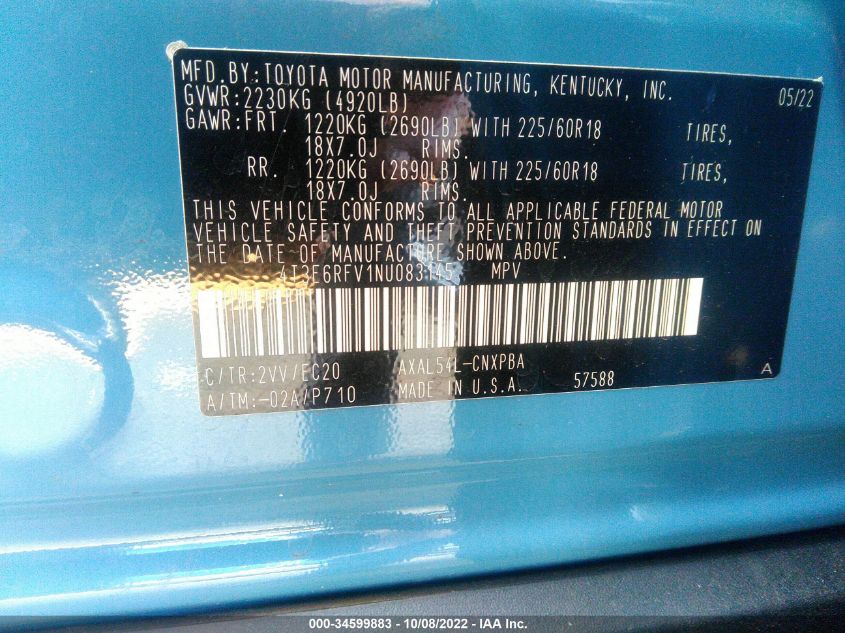 MFD.BY:TOYOTA MOTOR MANUFACTURING, KENTUCKY, INC. 05/22
GVWR:2230KG (4920LB)
GAWR:FRT. 1220KG (2690LB) WITH 225/60R18 TIRES,
18X7.0J RIMS.
RR. 1220KG (2690LB) WITH 225/60R18 TIRES,
18X7.0J RIMS.
THIS VEHICLE CONFORMS TO ALL APPLICABLE FEDERAL MOTOR
VEHICLE SAFETY AND THEFT PREVENTION STANDARDS IN EFFECT ON
THE DATE OF MANUFACTURE SHOWN ABOVE.
4T3E6RFV1NU083145 MPV
C/TR:2VV/EC20 AXAL54L-CNXPBA
A/TM:-02A/P710 MADE IN U.S.A. 57588 A
000-34599883 - 10/08/2022 - IAA Inc.